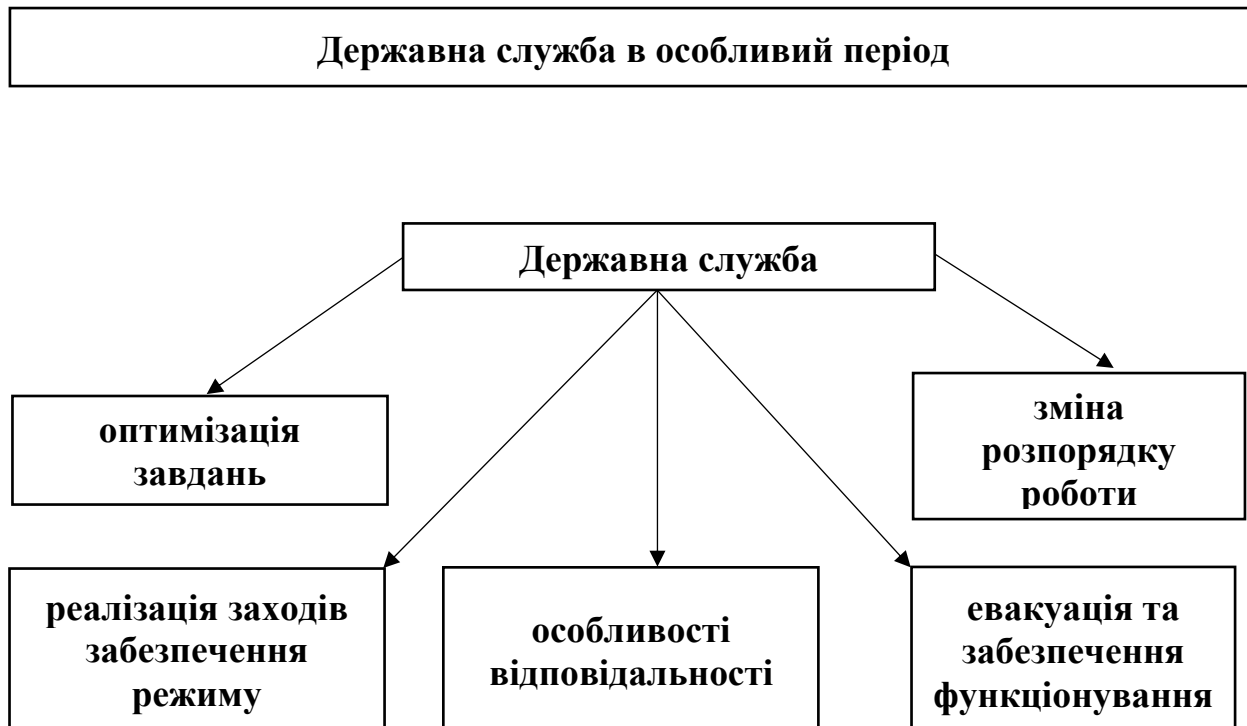 Державна служба в особливий період
Державна служба
оптимізація
завдань
зміна
розпорядку
роботи
реалізація заходів
забезпечення
режиму
особливості
відповідальності
евакуація та
забезпечення
функціонування